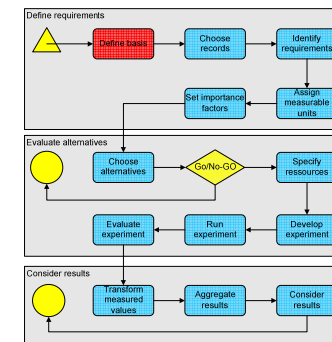 Define requirements
Define basis
Choose
records
Identify
requirements
Set importance
factors
Assign
measurable
units
Evaluate alternatives
Choose
alternatives
Go/No-GO
Specify
ressources
Evaluate
experiment
Run
experiment
Develop
experiment
Consider results
Transform
measured
values
Aggregate
results
Consider
results